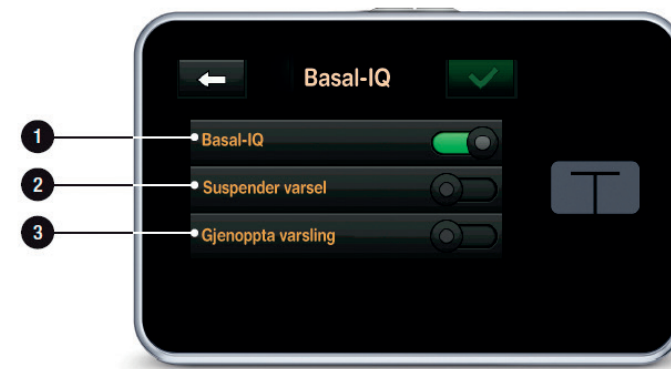 Basal-IQ
1 Basal-IQ
2 Suspender varsel
3 Gjenoppta varsling